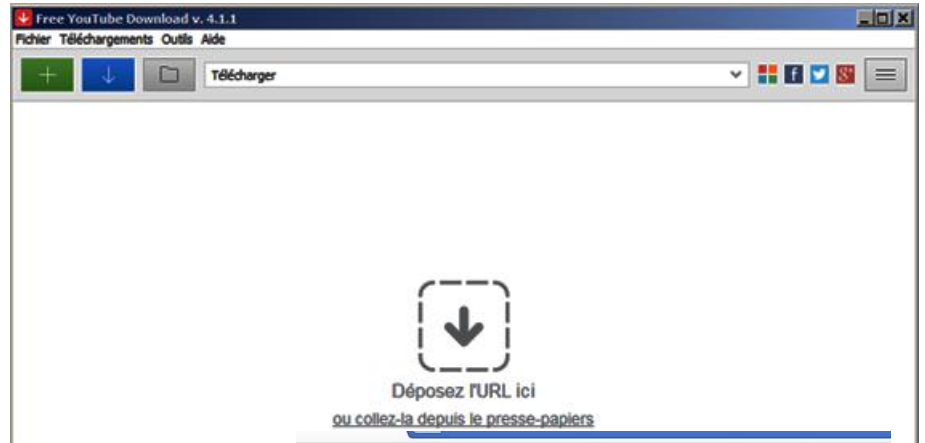 Free YouTube Download v. 4.1.1
Fichier Téléchargements Outils Aide
Télécharger
Déposez l'URL ici
ou collez-la depuis le presse-papiers